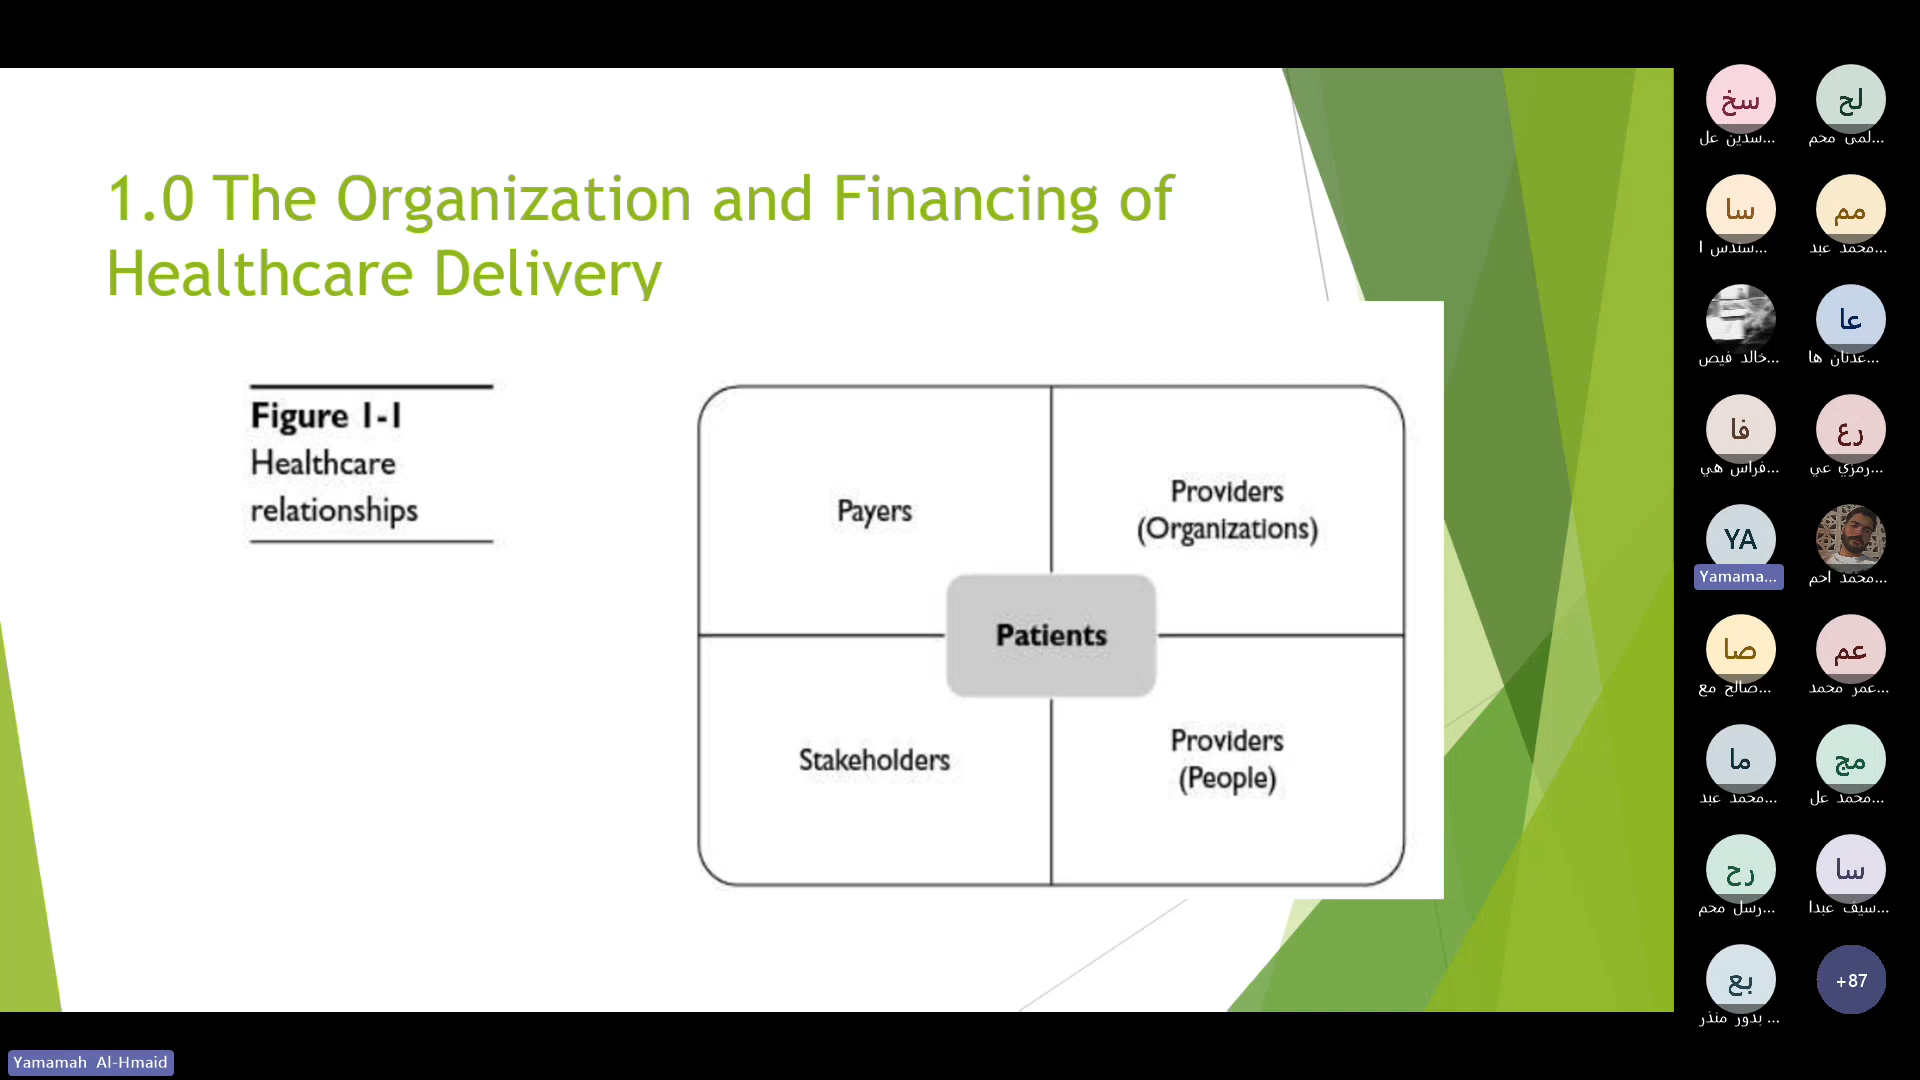 1.0 The Organization and Financing of
Healthcare Delivery
Figure 1-1
Healthcare
relationships
Payers
Providers
(Organizations)
Patients
Stakeholders
Providers
(People)
سخ
سدين عل...
لح
لمى محم...
سا
سندس ا...
مم
محمد عبد...
خالد فيص...
عا
عدنان ها...
فا
فراس هي...
رع
رمزي عي...
YA
Yamama...
محمد احم...
صا
صالح مع...
عم
عمر محمد...
ما
محمد عبد...
مج
محمد عل...
رح
رسل محم...
سا
سيف عبدا...
بع
بدور منذر ...
+87
Yamamah Al-Hmaid